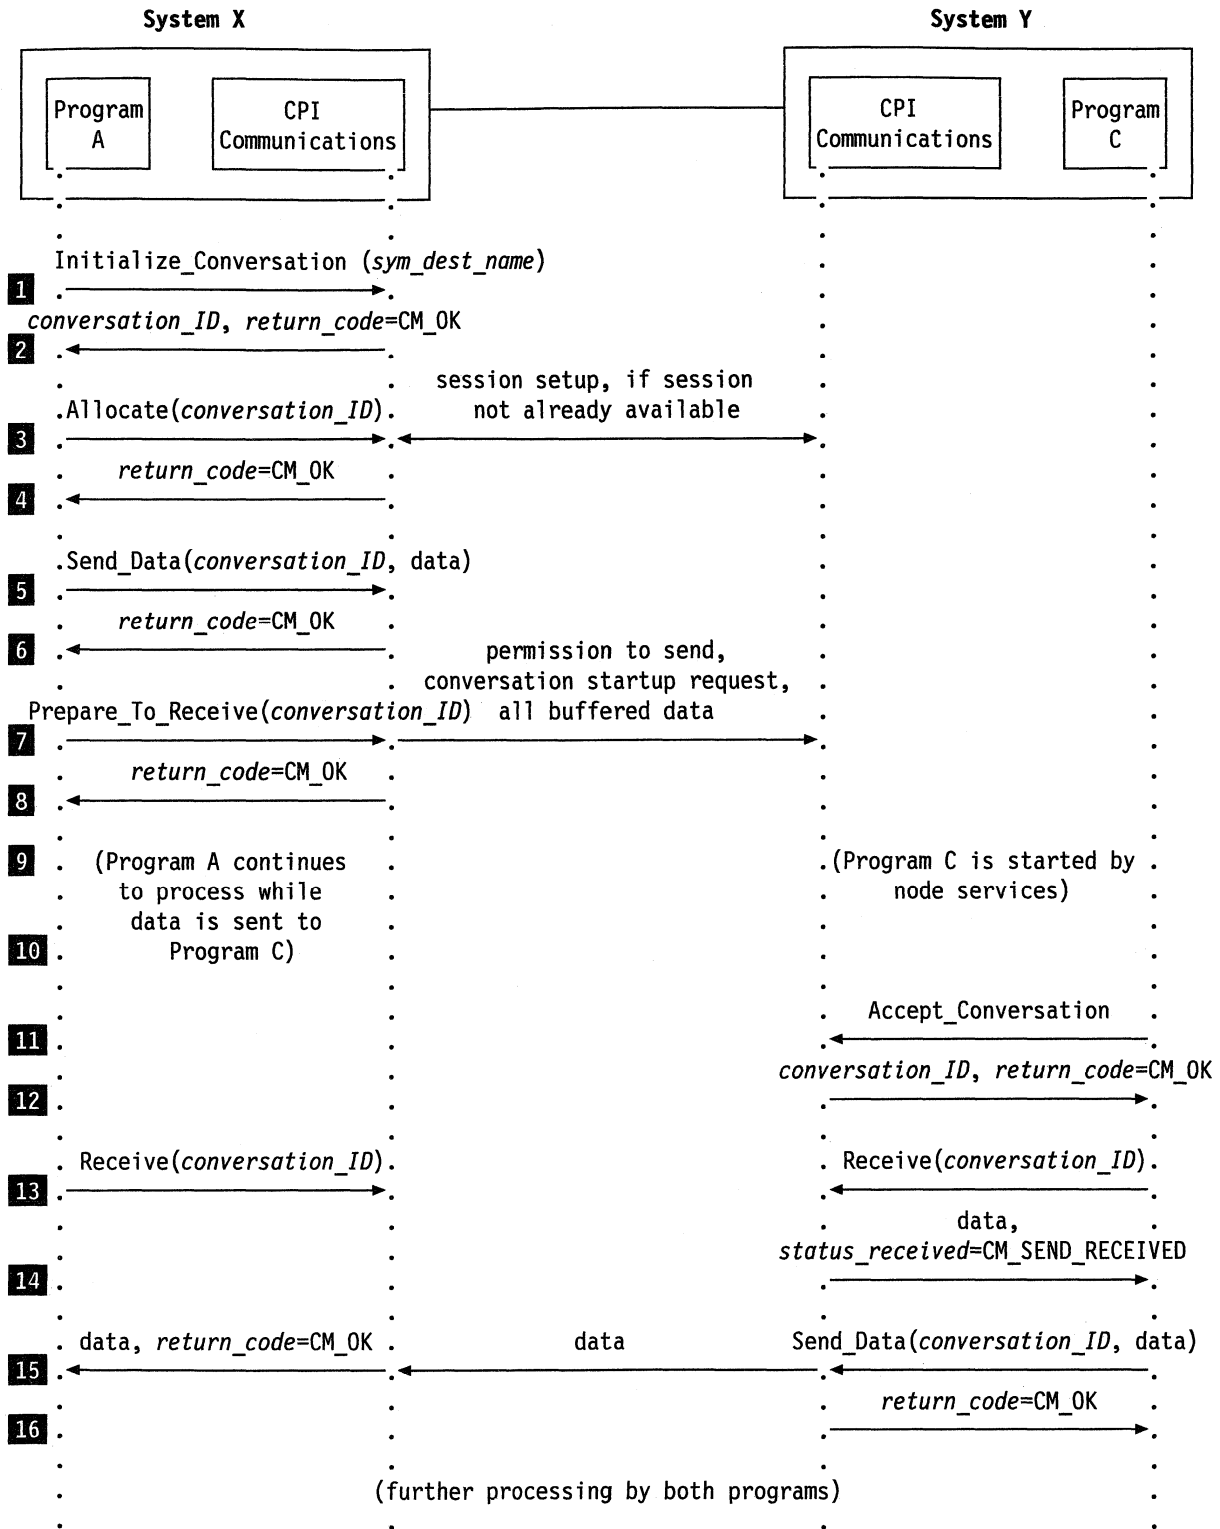 System X System Y
Program A CPI Communications CPI Communications Program C
Initialize_Conversation (sym_dest_name)
1
conversation_ID, return_code=CM_OK
2
session setup, if session
.Allocate(conversation_ID). not already available
3
return_code=CM_OK
4
.Send_Data(conversation_ID, data)
5
return_code=CM_OK
6 permission to send,
conversation startup request,
Prepare_To_Receive(conversation_ID) all buffered data
7
return_code=CM_OK
8
9 (Program A continues (Program C is started by
to process while node services)
data is sent to
10 Program C)
Accept_Conversation
11
conversation_ID, return_code=CM_OK
12
Receive(conversation_ID). Receive(conversation_ID).
13
data,
status_received=CM_SEND_RECEIVED
14
data, return_code=CM_OK data Send_Data(conversation_ID, data)
15
return_code=CM_OK
16
(further processing by both programs)